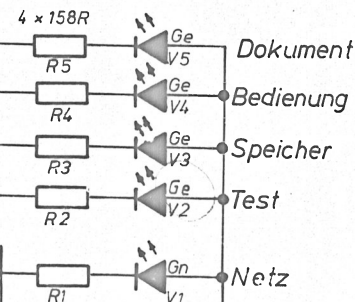 4 × 158R
Ge
Dokument
R5
V5
Ge
Bedienung
R4
V4
Ge
Speicher
R3
V3
Ge
Test
R2
V2
Gn
Netz
R1
V1